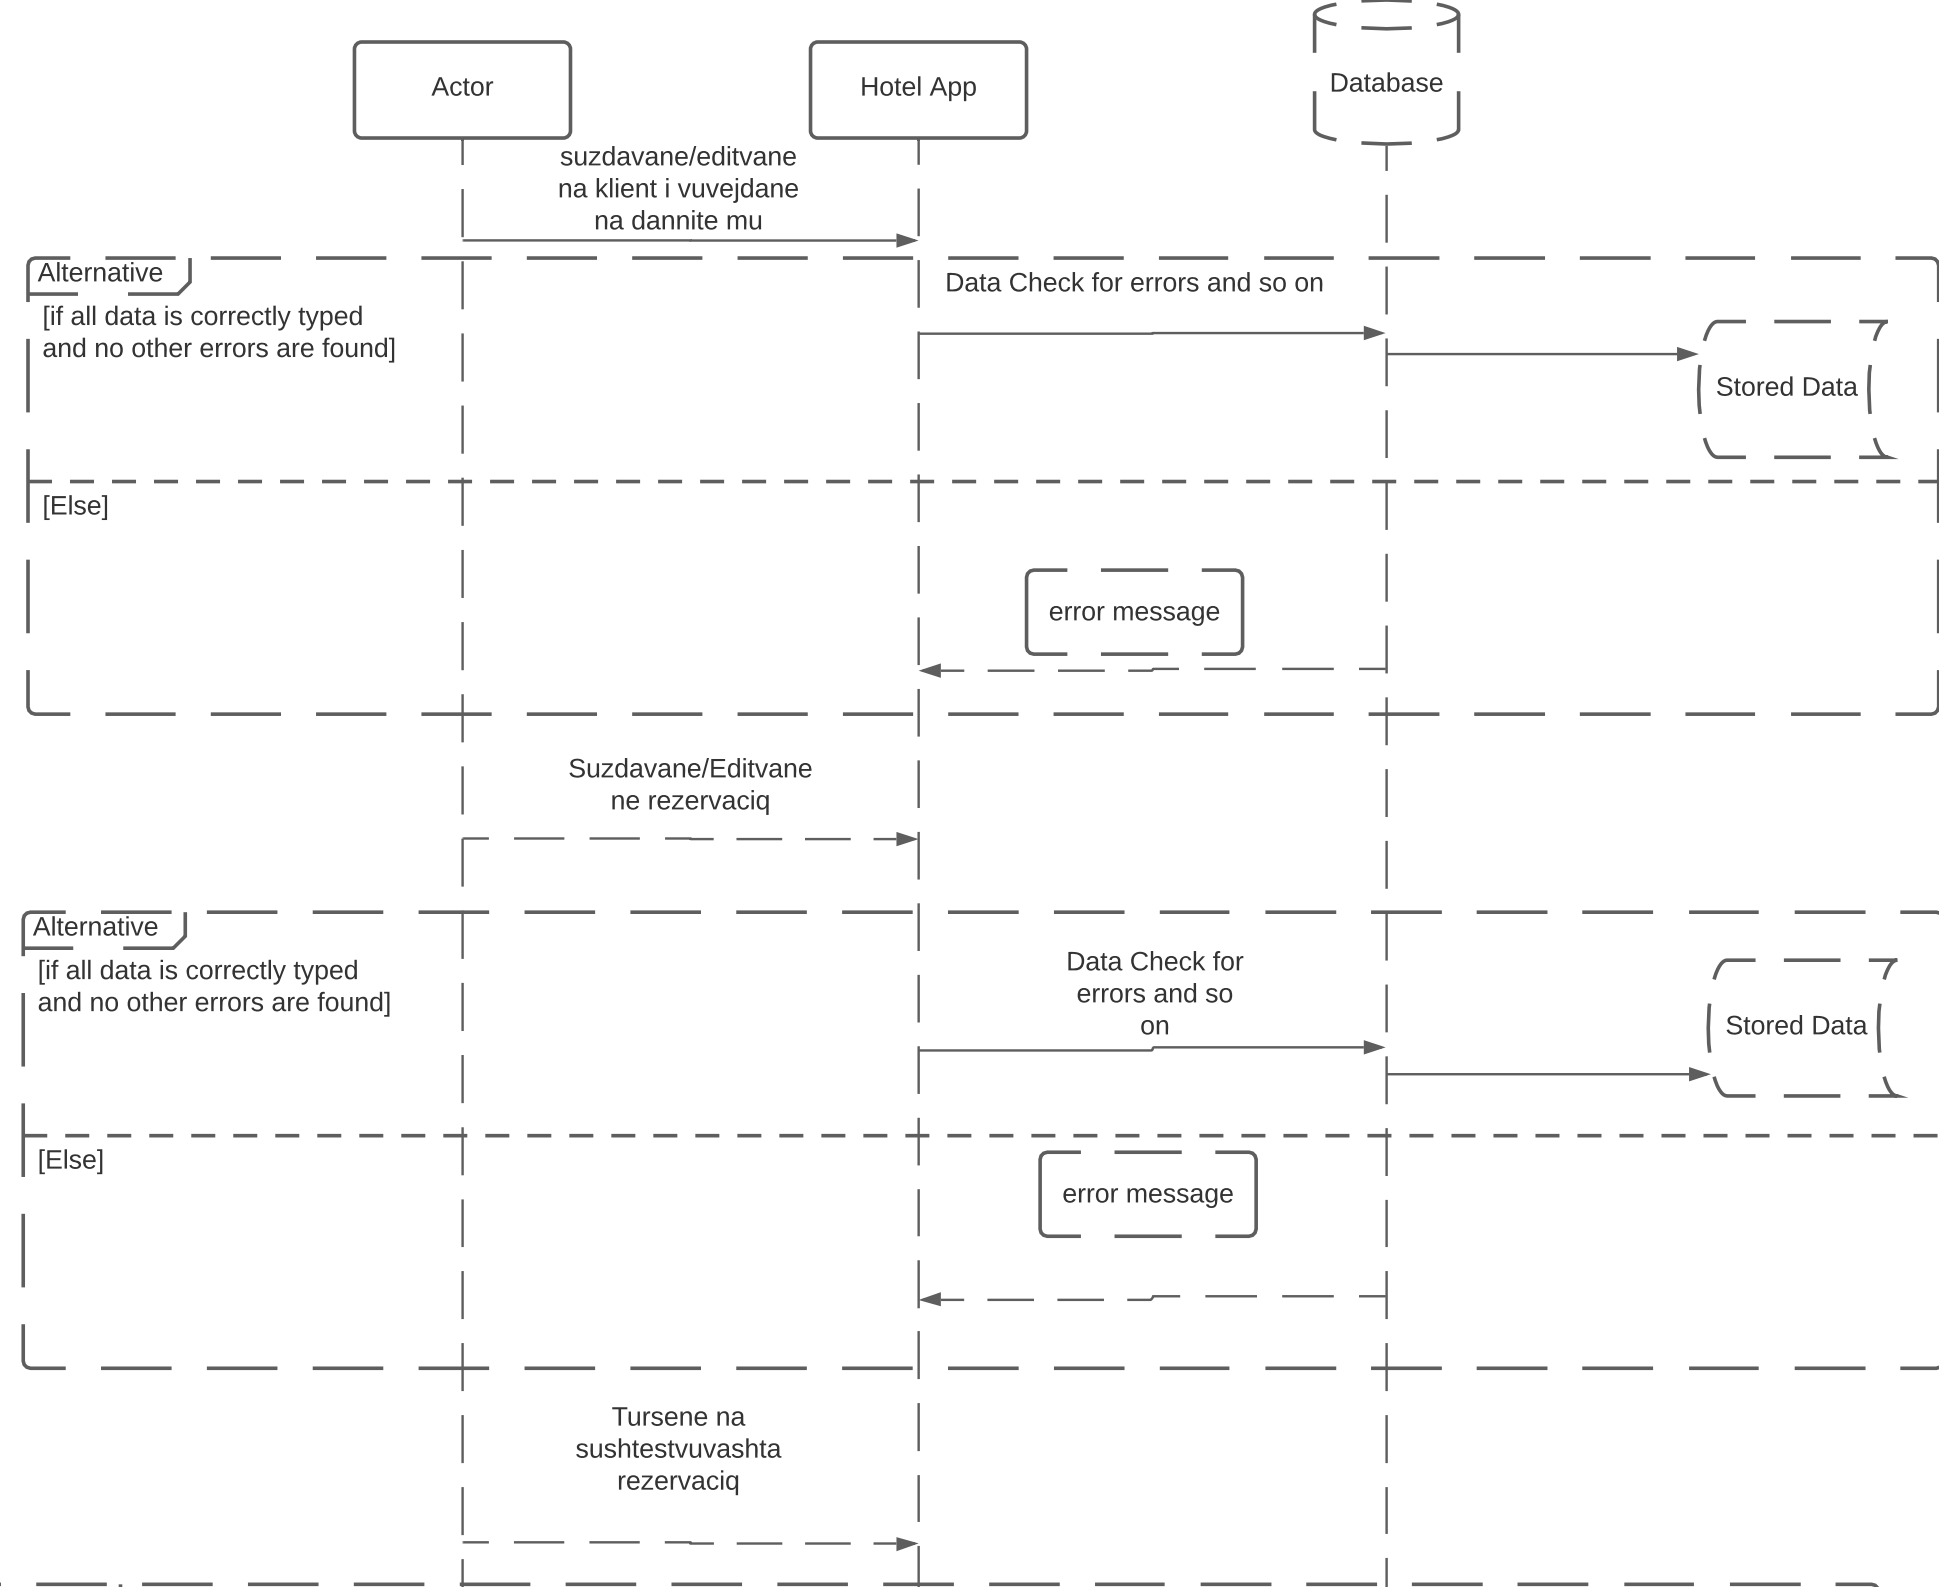 Actor
Hotel App
Database
suzdavane/editvane
na klient i vuvejdane
na dannite mu
Alternative
[if all data is correctly typed
and no other errors are found]
Data Check for errors and so on
Stored Data
[Else]
error message
Suzdavane/Editvane
ne rezervaciq
Alternative
[if all data is correctly typed
and no other errors are found]
Data Check for
errors and so
on
Stored Data
[Else]
error message
Tursene na
sushtestvuvashta
rezervaciq